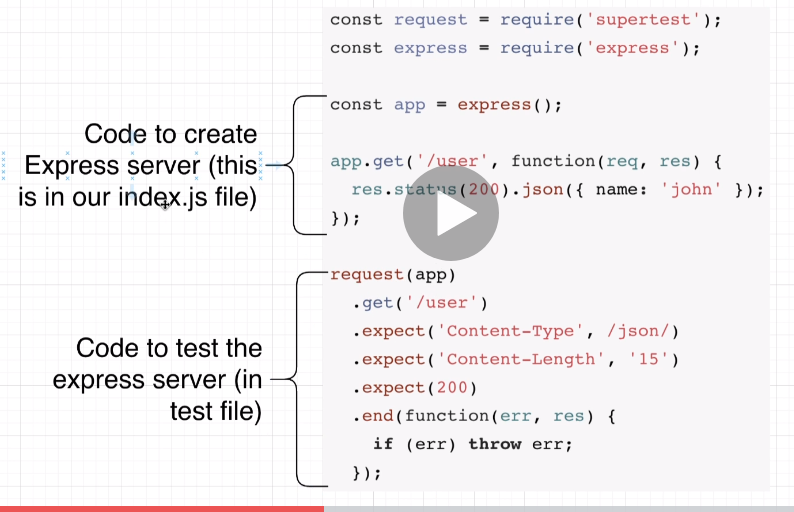 const request = require('supertest');
const express = require('express');
const app = express();
app.get('/user', function(req, res) {
res.status(200).json({ name: 'john' });
});
request(app)
.get('/user')
.expect('Content-Type', /json/)
.expect('Content-Length', '15')
.expect(200)
.end(function(err, res) {
if (err) throw err;
});
Code to create
Express server (this
is in our index.js file)
Code to test the
express server (in
test file)